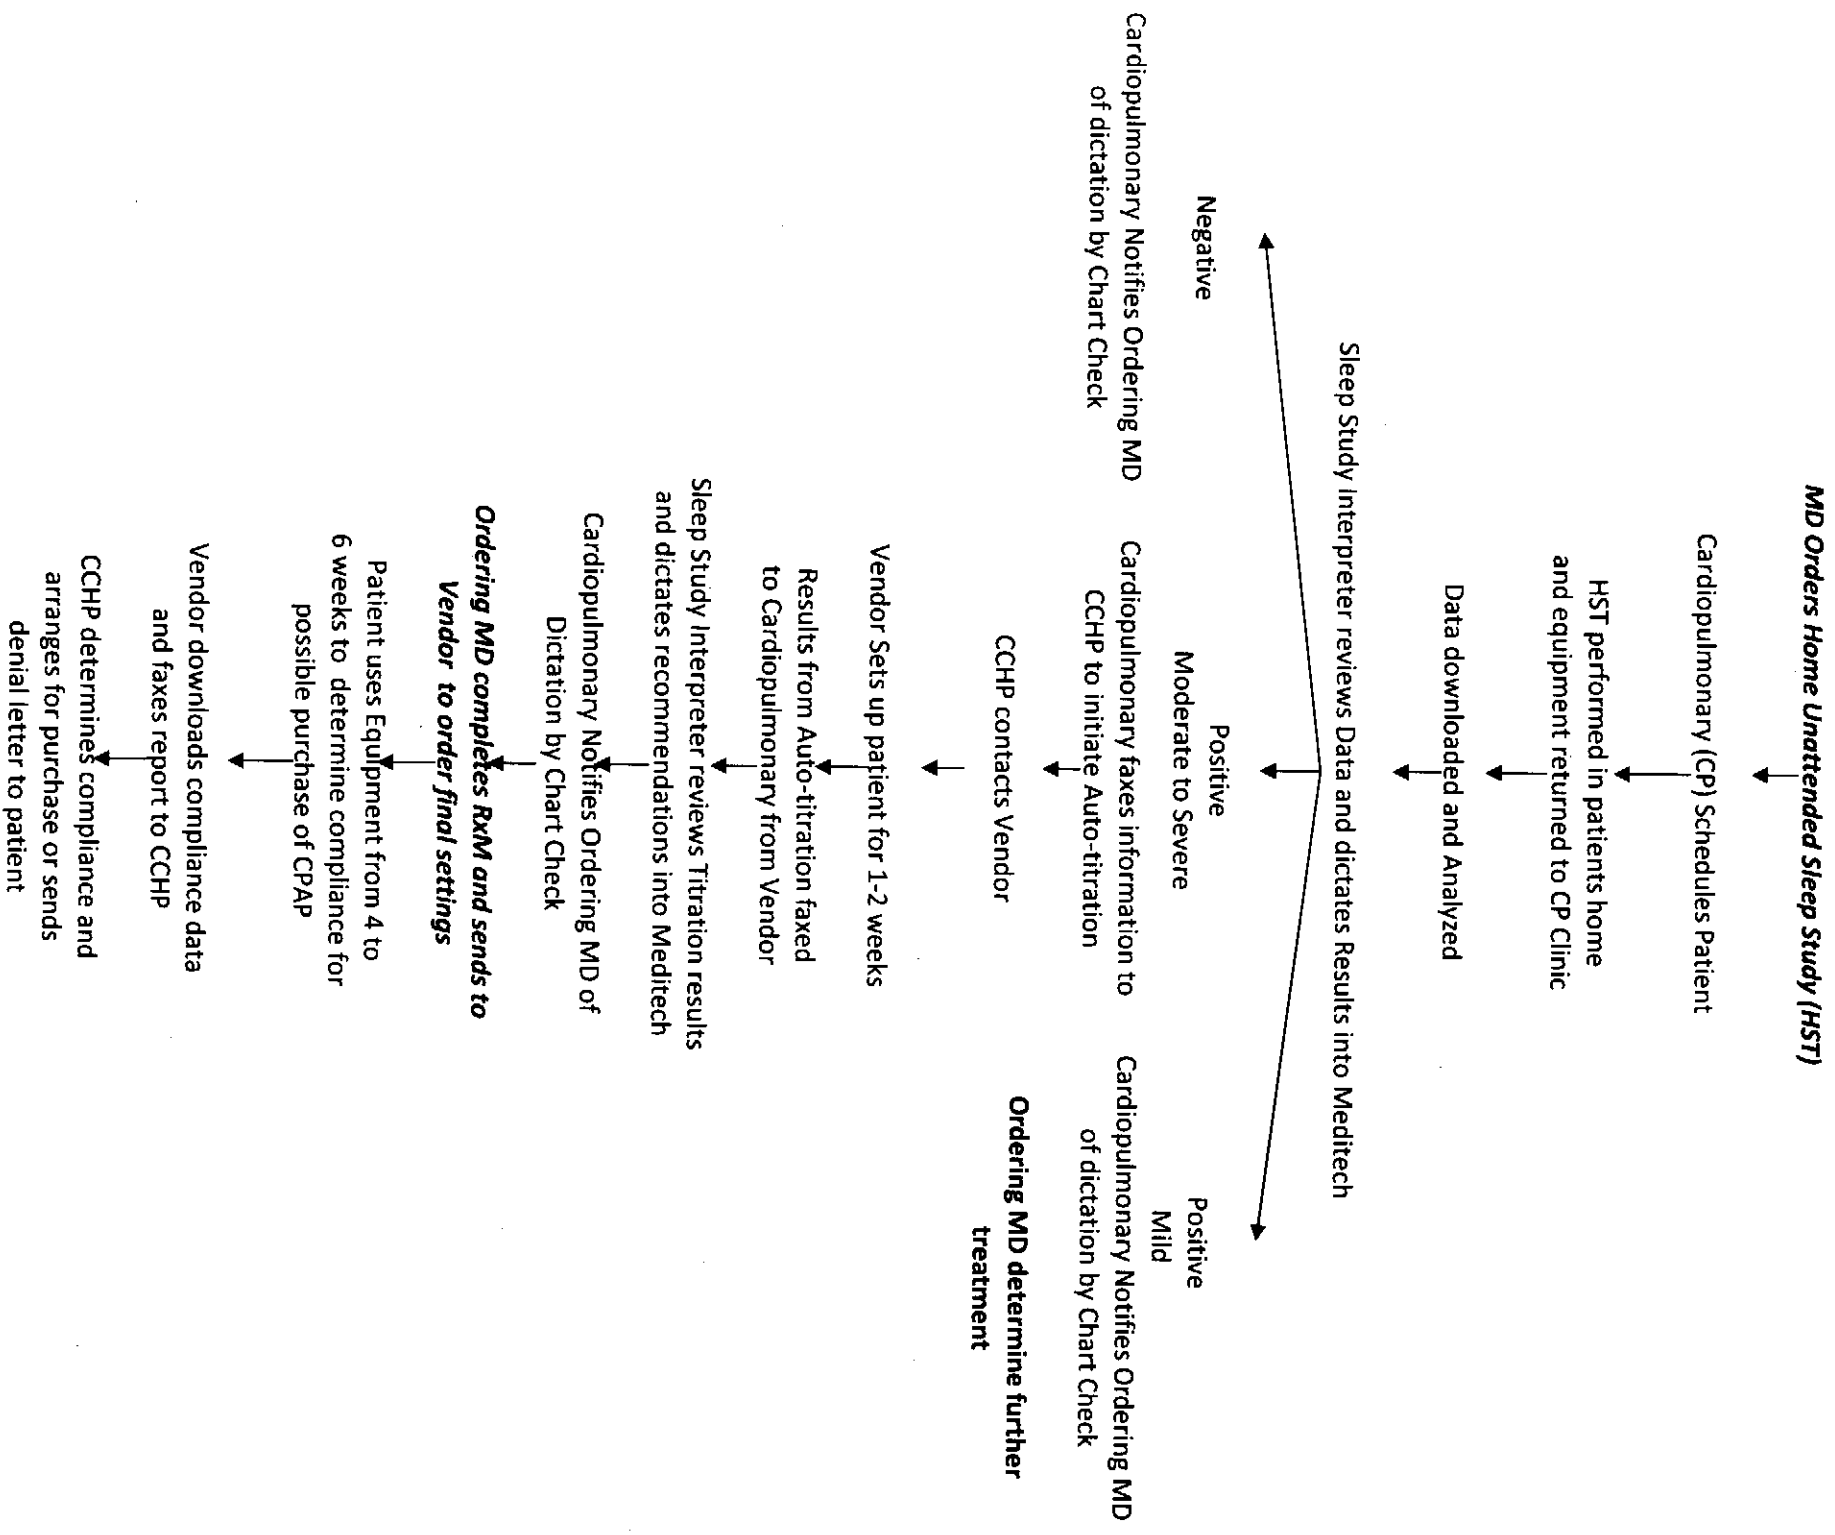 MD Orders Home Unattended Sleep Study (HST)
Cardiopulmonary (CP) Schedules Patient
HST performed in patients home
and equipment returned to CP Clinic
Data downloaded and Analyzed
Sleep Study Interpreter reviews Data and dictates Results into Meditech
Negative
Cardiopulmonary Notifies Ordering MD
of dictation by Chart Check
Positive
Moderate to Severe
Cardiopulmonary faxes information to
CCHP to initiate Auto-titration
CCHP contacts Vendor
Vendor Sets up patient for 1-2 weeks
Results from Auto-titration faxed
to Cardiopulmonary from Vendor
Sleep Study Interpreter reviews Titration results
and dictates recommendations into Meditech
Cardiopulmonary Notifies Ordering MD of
Dictation by Chart Check
Ordering MD completes RxM and sends to
Vendor to order final settings
Patient uses Equipment from 4 to
6 weeks to determine compliance for
possible purchase of CPAP
Vendor downloads compliance data
and faxes report to CCHP
CCHP determines compliance and
arranges for purchase or sends
denial letter to patient
Positive
Mild
Cardiopulmonary Notifies Ordering MD
of dictation by Chart Check
Ordering MD determine further
treatment